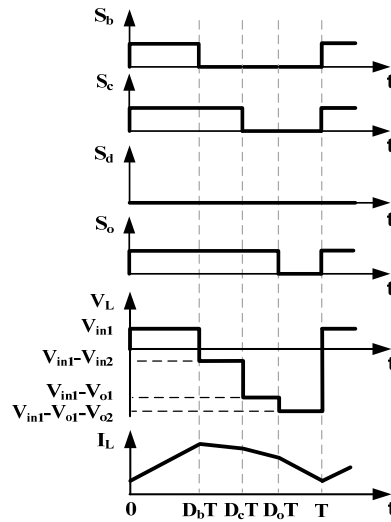 S_b
t
S_c
t
S_d
t
S_o
t
V_L
V_in1
t
V_in1-V_in2
V_in1-V_o1
V_in1-V_o1-V_o2
I_L
t
0 D_bT D_cT D_oT T